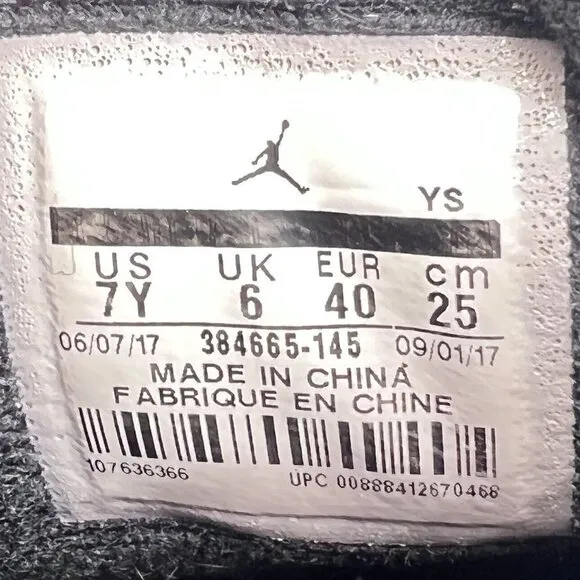 YS
US UK EUR cm
7Y 6 40 25
06/07/17 384665-145 09/01/17
MADE IN CHINA
FABRIQUE EN CHINE
107636366 UPC 00888412670468